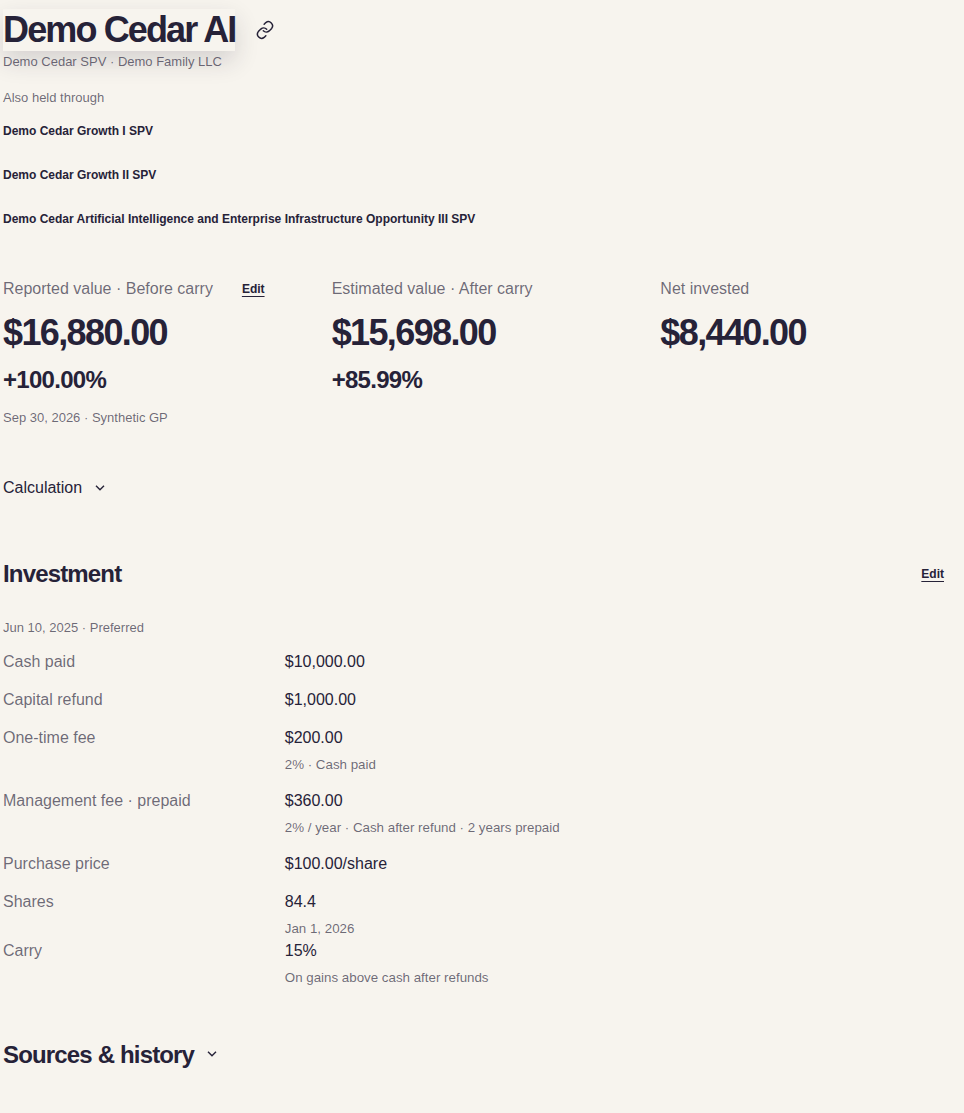 Demo Cedar AI
Demo Cedar SPV · Demo Family LLC
Also held through
Demo Cedar Growth I SPV
Demo Cedar Growth II SPV
Demo Cedar Artificial Intelligence and Enterprise Infrastructure Opportunity III SPV
Reported value · Before carry Edit Estimated value · After carry Net invested
$16,880.00 $15,698.00 $8,440.00
+100.00% +85.99%
Sep 30, 2026 · Synthetic GP
Calculation
Investment Edit
Jun 10, 2025 · Preferred
Cash paid $10,000.00
Capital refund $1,000.00
One-time fee $200.00
2% · Cash paid
Management fee · prepaid $360.00
2% / year · Cash after refund · 2 years prepaid
Purchase price $100.00/share
Shares 84.4
Jan 1, 2026
Carry 15%
On gains above cash after refunds
Sources & history